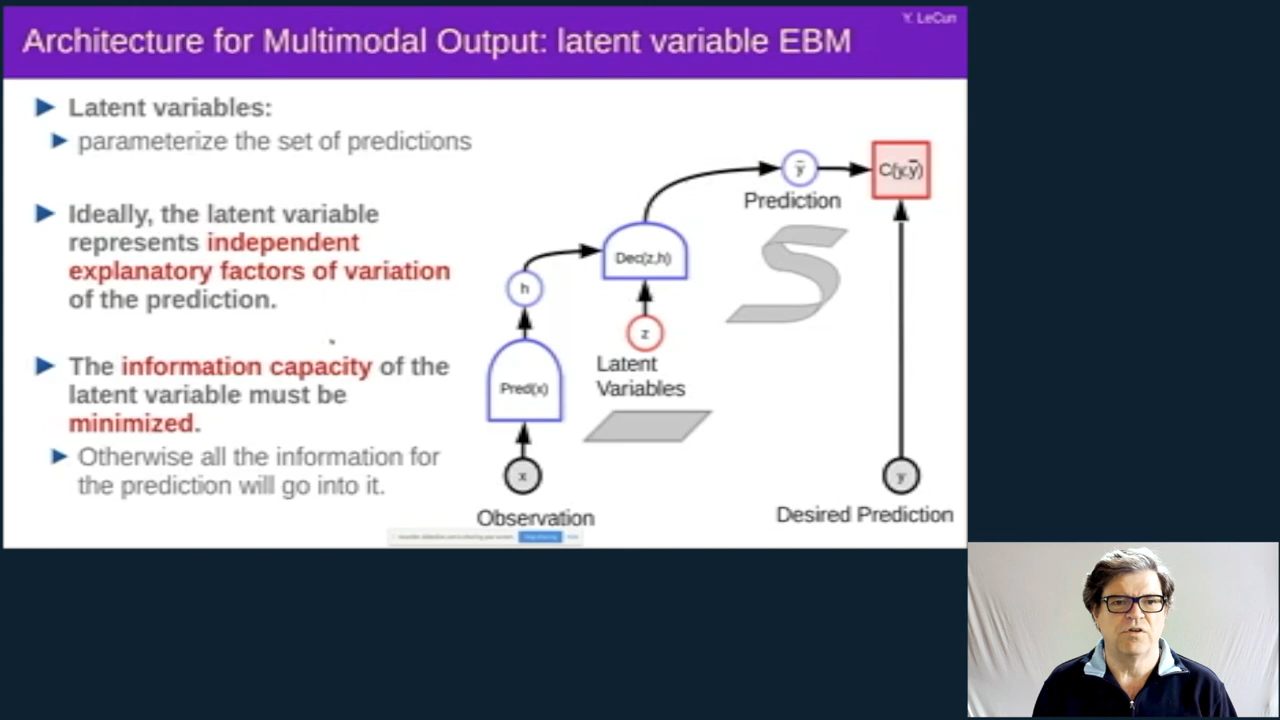 Y. LeCun
Architecture for Multimodal Output: latent variable EBM
Latent variables:
parameterize the set of predictions
Ideally, the latent variable
represents independent
explanatory factors of variation
of the prediction.
The information capacity of the
latent variable must be
minimized.
Otherwise all the information for
the prediction will go into it.
ȳ
C(y,ȳ)
Prediction
Dec(z,h)
h
z
Latent
Variables
Pred(x)
x
y
Observation
Desired Prediction